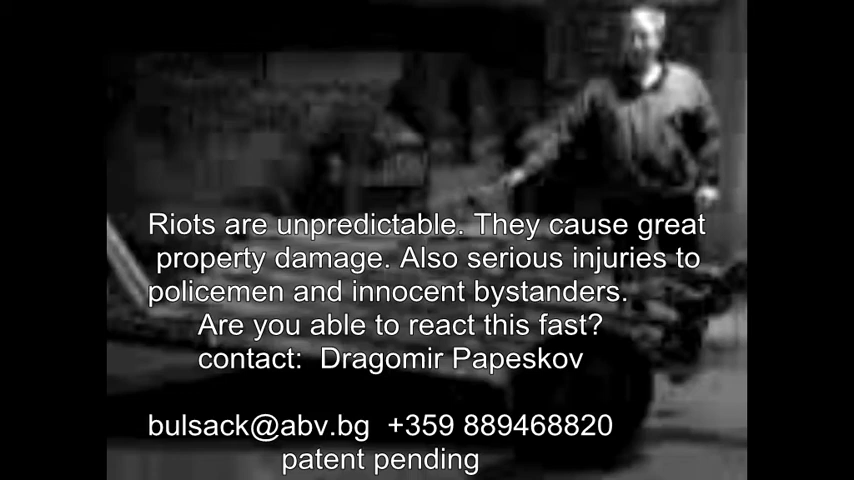 Riots are unpredictable. They cause great
property damage. Also serious injuries to
policemen and innocent bystanders.
Are you able to react this fast?
contact: Dragomir Papeskov
bulsack@abv.bg +359 889468820
patent pending